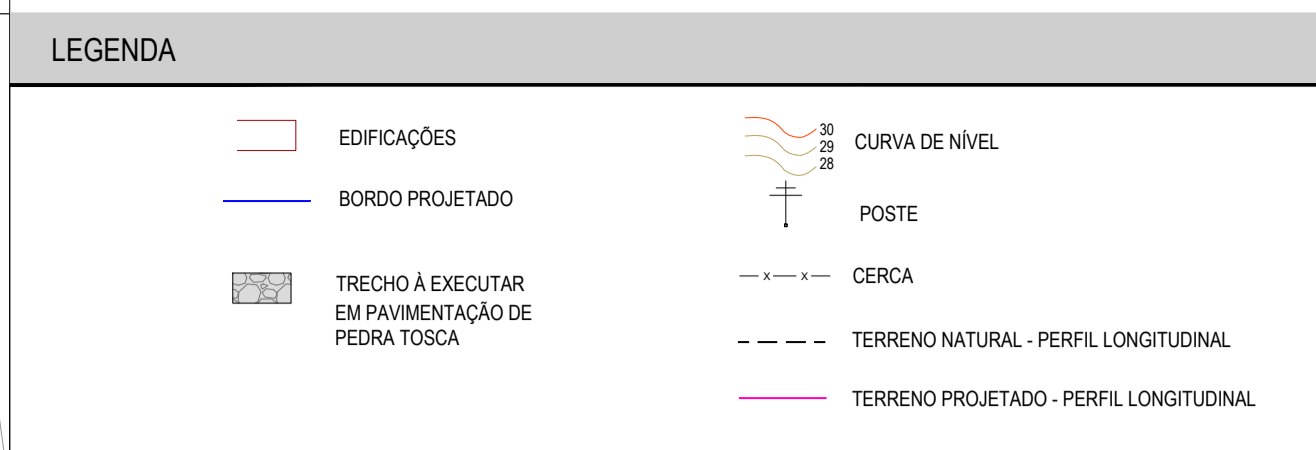 LEGENDA
EDIFICAÇÕES
BORDO PROJETADO
TRECHO À EXECUTAR
EM PAVIMENTAÇÃO DE
PEDRA TOSCA
30
29
28
CURVA DE NÍVEL
POSTE
x x
CERCA
TERRENO NATURAL - PERFIL LONGITUDINAL
TERRENO PROJETADO - PERFIL LONGITUDINAL